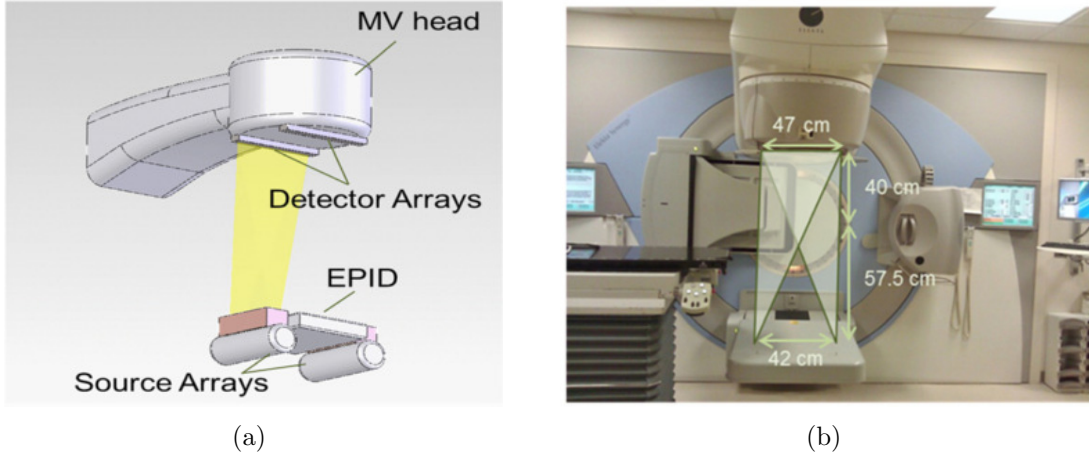 MV head
Detector Arrays
EPID
Source Arrays
47 cm
40 cm
57.5 cm
42 cm
(a)
(b)